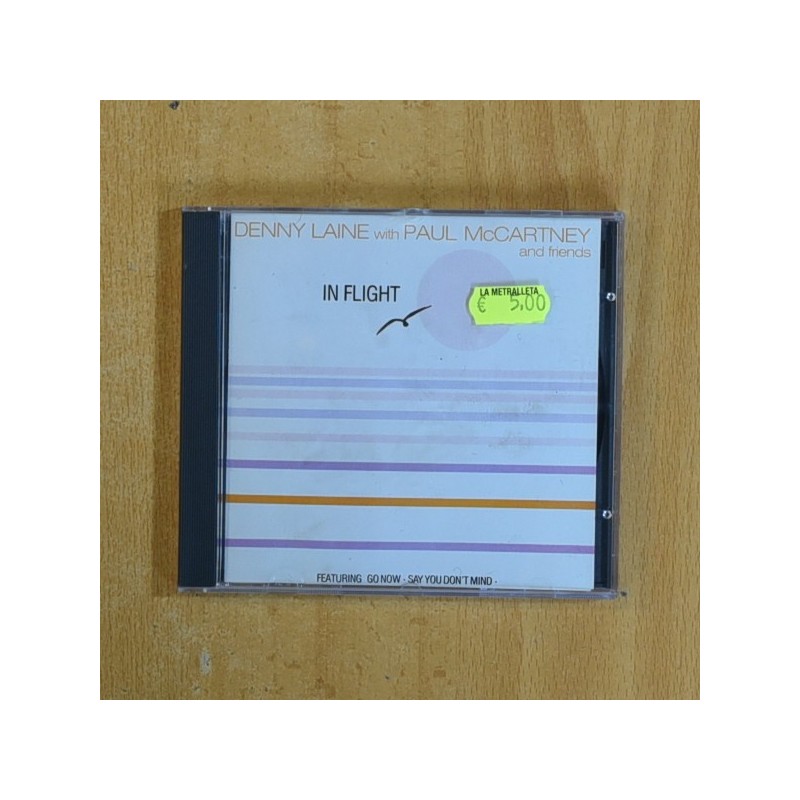 DENNY LAINE with PAUL McCARTNEY
and friends
IN FLIGHT
LA METRALLETA
€ 5,00
FEATURING GO NOW · SAY YOU DON'T MIND ·